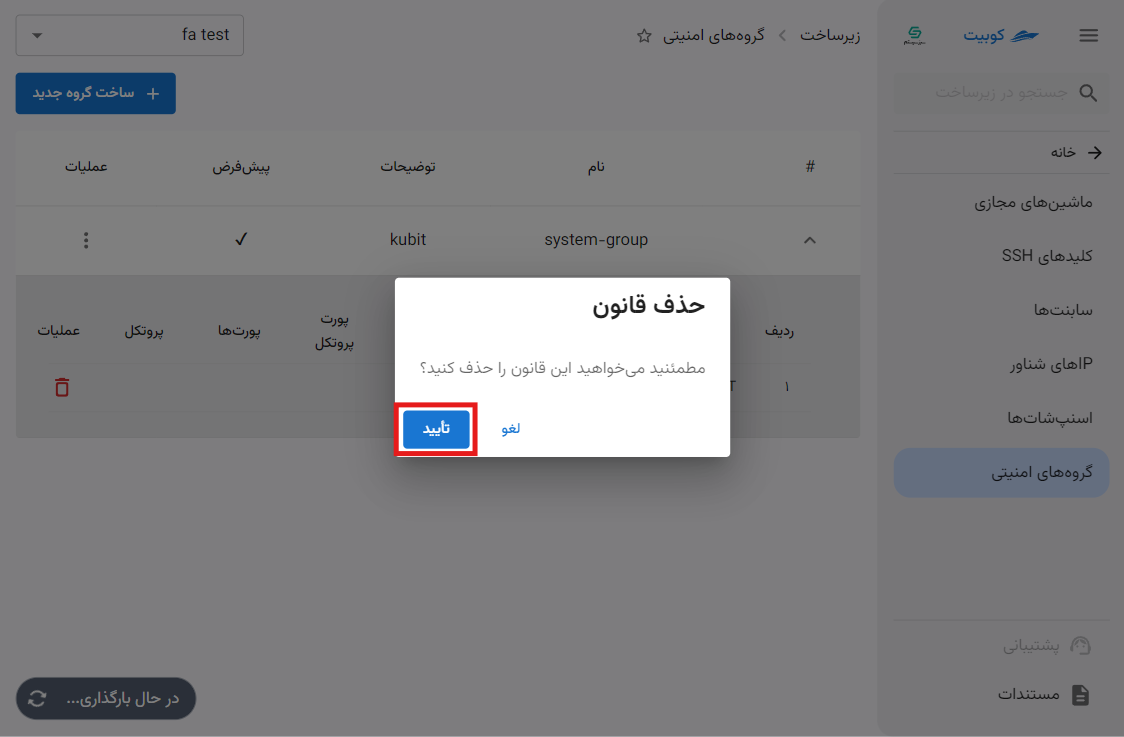 کوبیت
زیرساخت
گروه‌های امنیتی
fa test
جستجو در زیرساخت
ساخت گروه جدید
خانه
ماشین‌های مجازی
کلیدهای SSH
سابنت‌ها
IPهای شناور
اسنپ‌شات‌ها
گروه‌های امنیتی
پشتیبانی
مستندات
# نام توضیحات پیش‌فرض عملیات
system-group kubit
ردیف پورت پروتکل پورت‌ها پروتکل عملیات
۱ T
حذف قانون
مطمئنید می‌خواهید این قانون را حذف کنید؟
لغو تأیید
در حال بارگذاری...